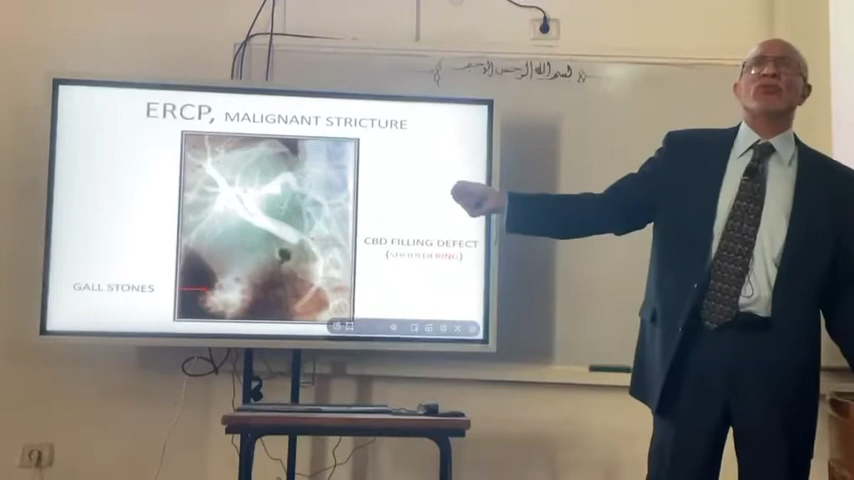 بسم الله الرحمن الرحيم
ERCP, MALIGNANT STRICTURE
CBD FILLING DEFECT
(SHOULDERING)
GALL STONES